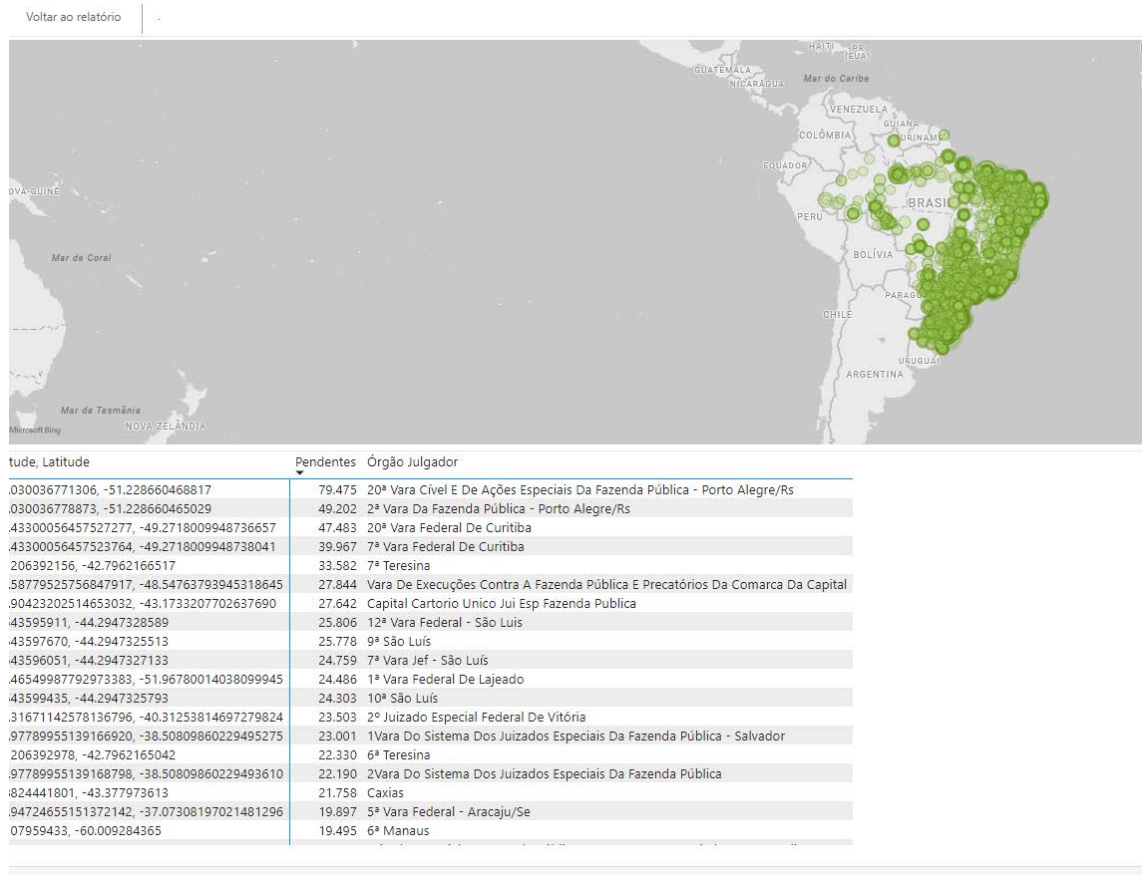 Voltar ao relatório
HAITI PR (EUA)
GUATEMALA
Mar do Caribe
NICARÁGUA
VENEZUELA
GUIANA
COLÔMBIA
SURINAME
EQUADOR
OVA-GUINÉ
BRASIL
PERU
Mar de Coral
BOLÍVIA
PARAG
CHILE
URUGUAI
ARGENTINA
Mar da Tasmânia
NOVA ZELÂNDIA
Microsoft Bing
tude, Latitude Pendentes Órgão Julgador
.030036771306, -51.228660468817 79.475 20ª Vara Cível E De Ações Especiais Da Fazenda Pública - Porto Alegre/Rs
.030036778873, -51.228660465029 49.202 2ª Vara Da Fazenda Pública - Porto Alegre/Rs
.43300056457527277, -49.2718009948736657 47.483 20ª Vara Federal De Curitiba
.43300056457523764, -49.2718009948738041 39.967 7ª Vara Federal De Curitiba
.206392156, -42.7962166517 33.582 7ª Teresina
.58779525756847917, -48.54763793945318645 27.844 Vara De Execuções Contra A Fazenda Pública E Precatórios Da Comarca Da Capital
.90423202514653032, -43.1733207702637690 27.642 Capital Cartorio Unico Jui Esp Fazenda Publica
.43595911, -44.2947328589 25.806 12ª Vara Federal - São Luis
.43597670, -44.2947325513 25.778 9ª São Luís
.43596051, -44.2947327133 24.759 7ª Vara Jef - São Luís
.46549987792973383, -51.96780014038099945 24.486 1ª Vara Federal De Lajeado
.43599435, -44.2947325793 24.303 10ª São Luís
.31671142578136796, -40.31253814697279824 23.503 2º Juizado Especial Federal De Vitória
.97789955139166920, -38.50809860229495275 23.001 1Vara Do Sistema Dos Juizados Especiais Da Fazenda Pública - Salvador
.206392978, -42.7962165042 22.330 6ª Teresina
.97789955139168798, -38.50809860229493610 22.190 2Vara Do Sistema Dos Juizados Especiais Da Fazenda Pública
.824441801, -43.377973613 21.758 Caxias
.94724655151372142, -37.07308197021481296 19.897 5ª Vara Federal - Aracaju/Se
07959433, -60.009284365 19.495 6ª Manaus